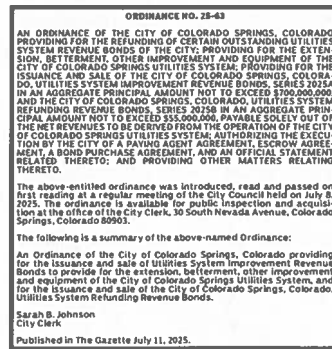 ORDINANCE NO. 25-63
AN ORDINANCE OF THE CITY OF COLORADO SPRINGS, COLORADO
PROVIDING FOR THE REFUNDING OF CERTAIN OUTSTANDING UTILITIES
SYSTEM REVENUE BONDS OF THE CITY; PROVIDING FOR THE EXTEN-
SION, BETTERMENT, OTHER IMPROVEMENT AND EQUIPMENT OF THE
CITY OF COLORADO SPRINGS UTILITIES SYSTEM; PROVIDING FOR THE
ISSUANCE AND SALE OF THE CITY OF COLORADO SPRINGS, COLORA-
DO, UTILITIES SYSTEM IMPROVEMENT REVENUE BONDS, SERIES 2025A
IN AN AGGREGATE PRINCIPAL AMOUNT NOT TO EXCEED $700,000,000
AND THE CITY OF COLORADO SPRINGS, COLORADO, UTILITIES SYSTEM
REFUNDING REVENUE BONDS, SERIES 2025B IN AN AGGREGATE PRIN-
CIPAL AMOUNT NOT TO EXCEED $55,000,000, PAYABLE SOLELY OUT OF
THE NET REVENUES TO BE DERIVED FROM THE OPERATION OF THE CITY
OF COLORADO SPRINGS UTILITIES SYSTEM; AUTHORIZING THE EXECU-
TION BY THE CITY OF A PAYING AGENT AGREEMENT, ESCROW AGREE-
MENT, A BOND PURCHASE AGREEMENT, AND AN OFFICIAL STATEMENT
RELATED THERETO; AND PROVIDING OTHER MATTERS RELATING
THERETO.
The above-entitled ordinance was introduced, read and passed on
first reading at a regular meeting of the City Council held on July 8,
2025. The ordinance is available for public inspection and acquisi-
tion at the office of the City Clerk, 30 South Nevada Avenue, Colorado
Springs, Colorado 80903.
The following is a summary of the above-named Ordinance:
An Ordinance of the City of Colorado Springs, Colorado providing
for the issuance and sale of Utilities System Improvement Revenue
Bonds to provide for the extension, betterment, other improvement
and equipment of the City of Colorado Springs Utilities System, and
for the issuance and sale of the City of Colorado Springs, Colorado,
Utilities System Refunding Revenue Bonds.
Sarah B. Johnson
City Clerk
Published in The Gazette July 11, 2025.